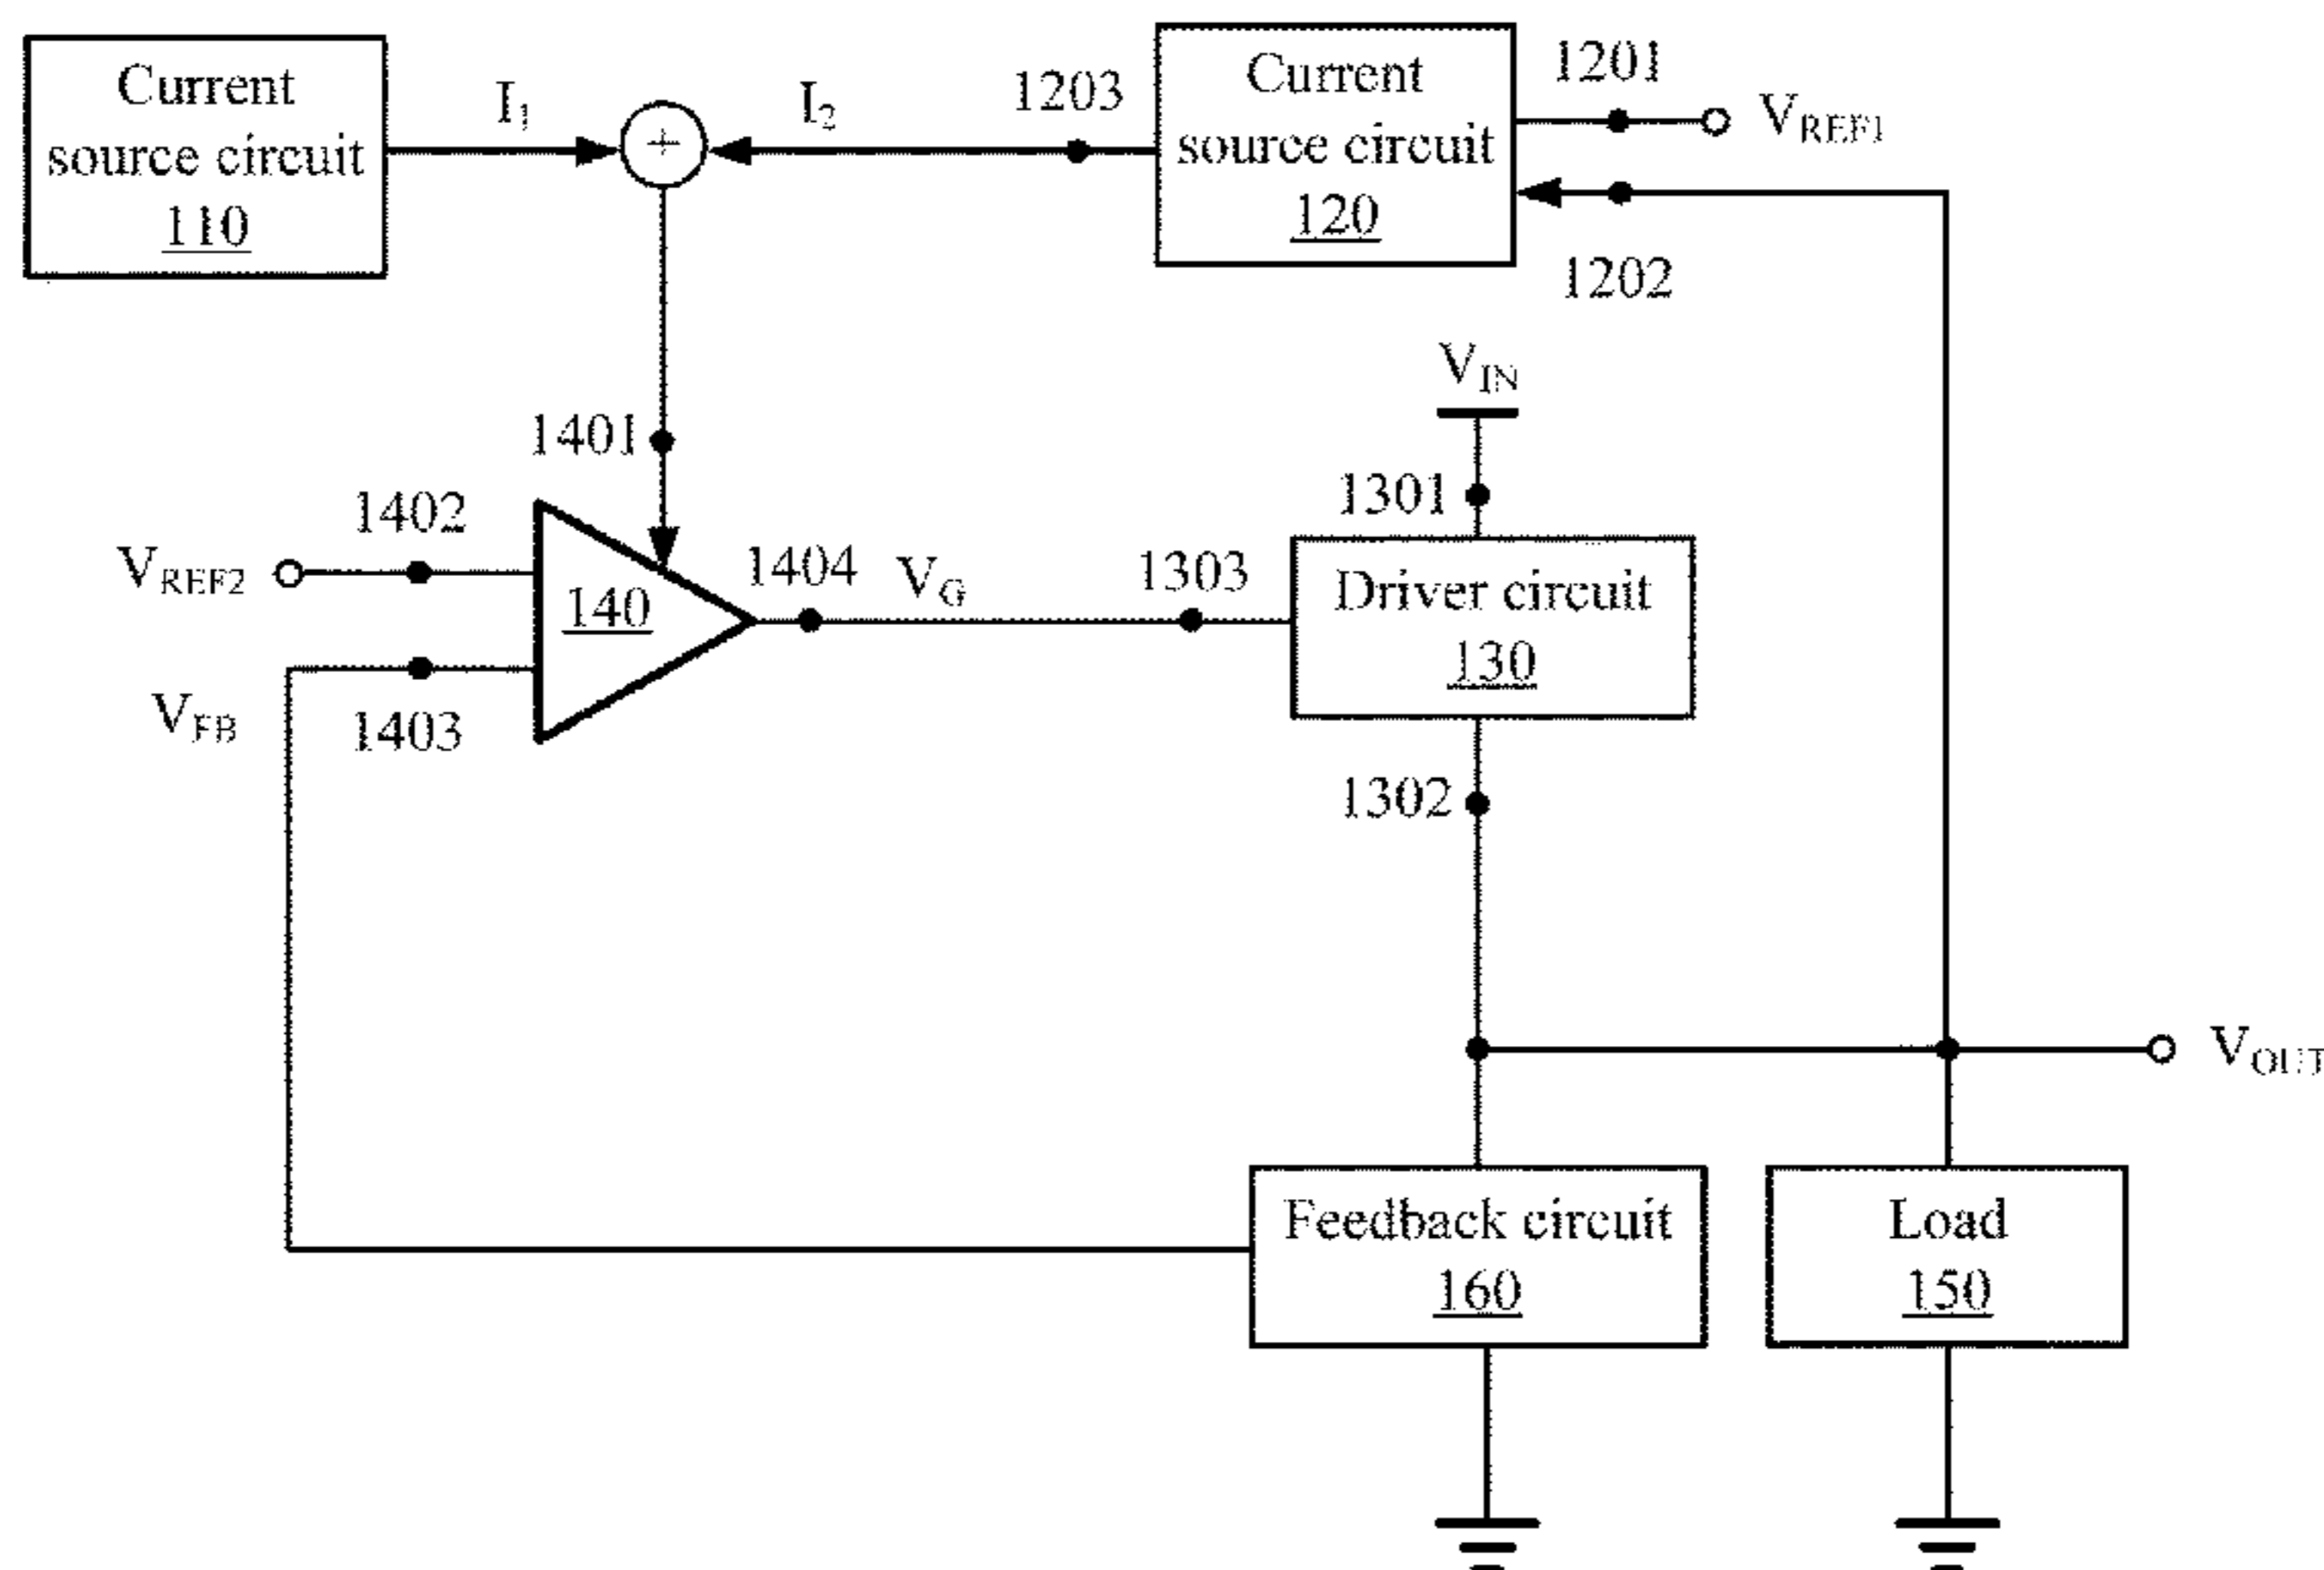 Current
source circuit
110
I1
+
I2
1203
Current
source circuit
120
1201
VREF1
1202
VIN
1401
1301
1402
VREF2
140
1404
VG
1303
Driver circuit
130
VFB
1403
1302
VOUT
Feedback circuit
160
Load
150